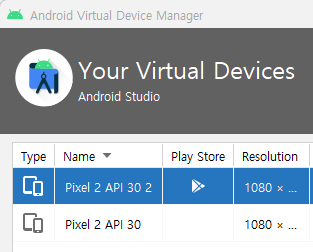 Android Virtual Device Manager
Your Virtual Devices
Android Studio
Type Name Play Store Resolution
Pixel 2 API 30 2 1080 × ...
Pixel 2 API 30 1080 × ...